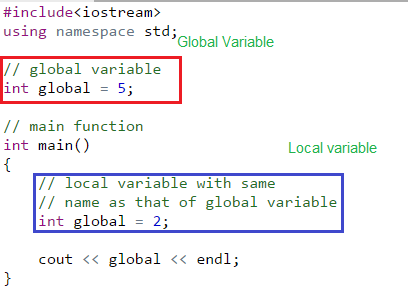 #include<iostream>
using namespace std;
Global Variable
// global variable
int global = 5;
// main function
int main()
Local variable
{
// local variable with same
// name as that of global variable
int global = 2;
cout << global << endl;
}